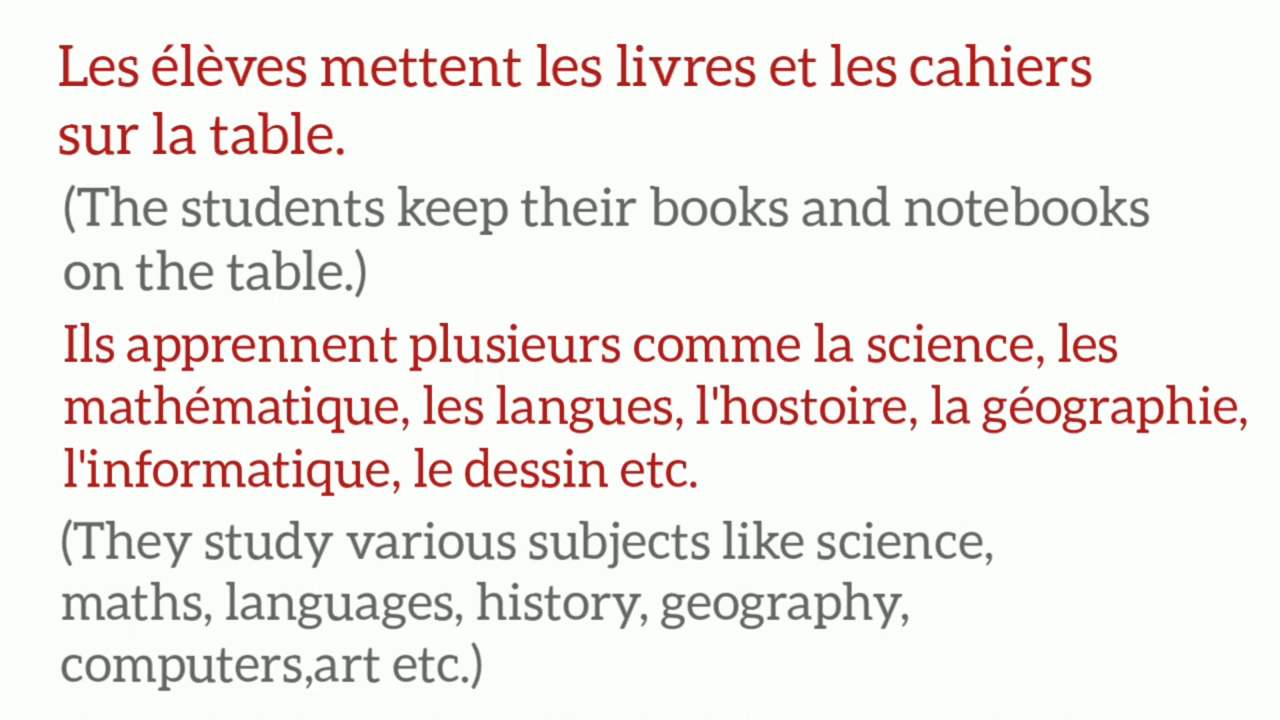 Les élèves mettent les livres et les cahiers
sur la table.
(The students keep their books and notebooks
on the table.)
Ils apprennent plusieurs comme la science, les
mathématique, les langues, l'hostoire, la géographie,
l'informatique, le dessin etc.
(They study various subjects like science,
maths, languages, history, geography,
computers,art etc.)